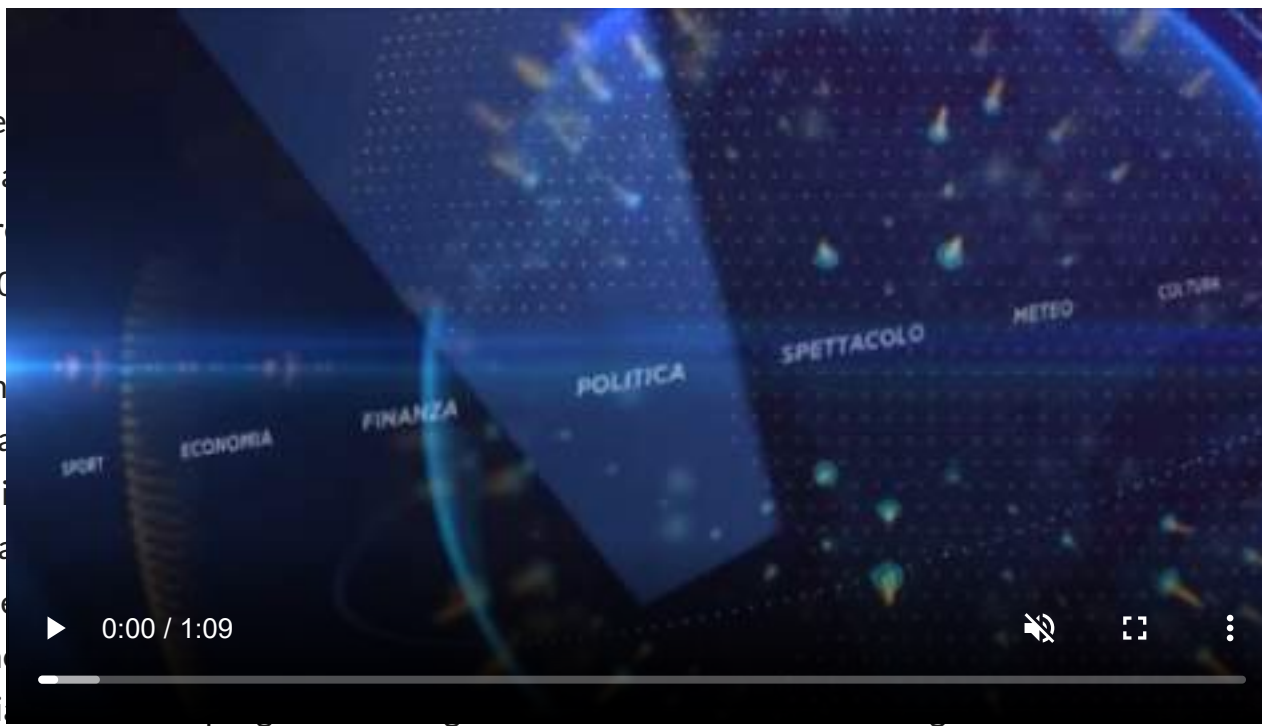 CULTURA
METEO
SPETTACOLO
POLITICA
FINANZA
ECONOMIA
SPORT
0:00 / 1:09